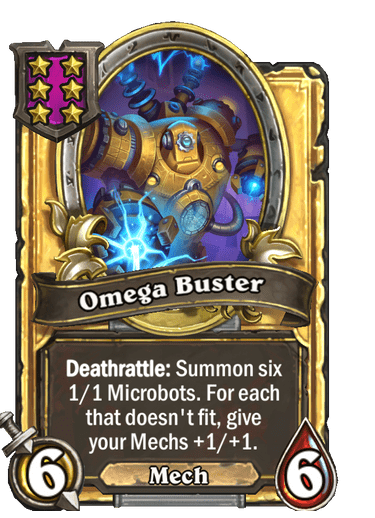 Omega Buster
Deathrattle: Summon six
1/1 Microbots. For each
that doesn't fit, give
your Mechs +1/+1.
6
Mech
6